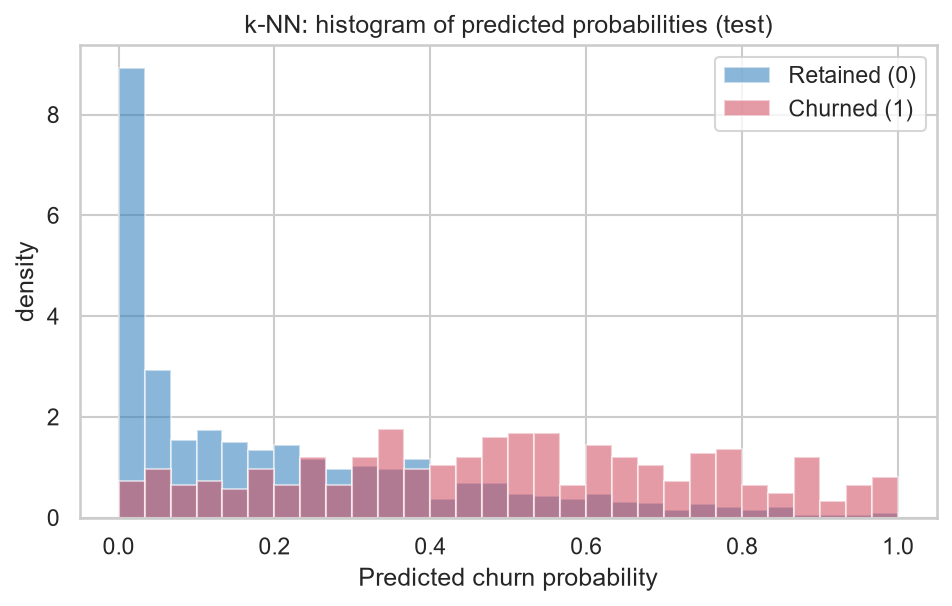 k-NN: histogram of predicted probabilities (test)
Retained (0)
Churned (1)
density
8
6
4
2
0
0.0 0.2 0.4 0.6 0.8 1.0
Predicted churn probability